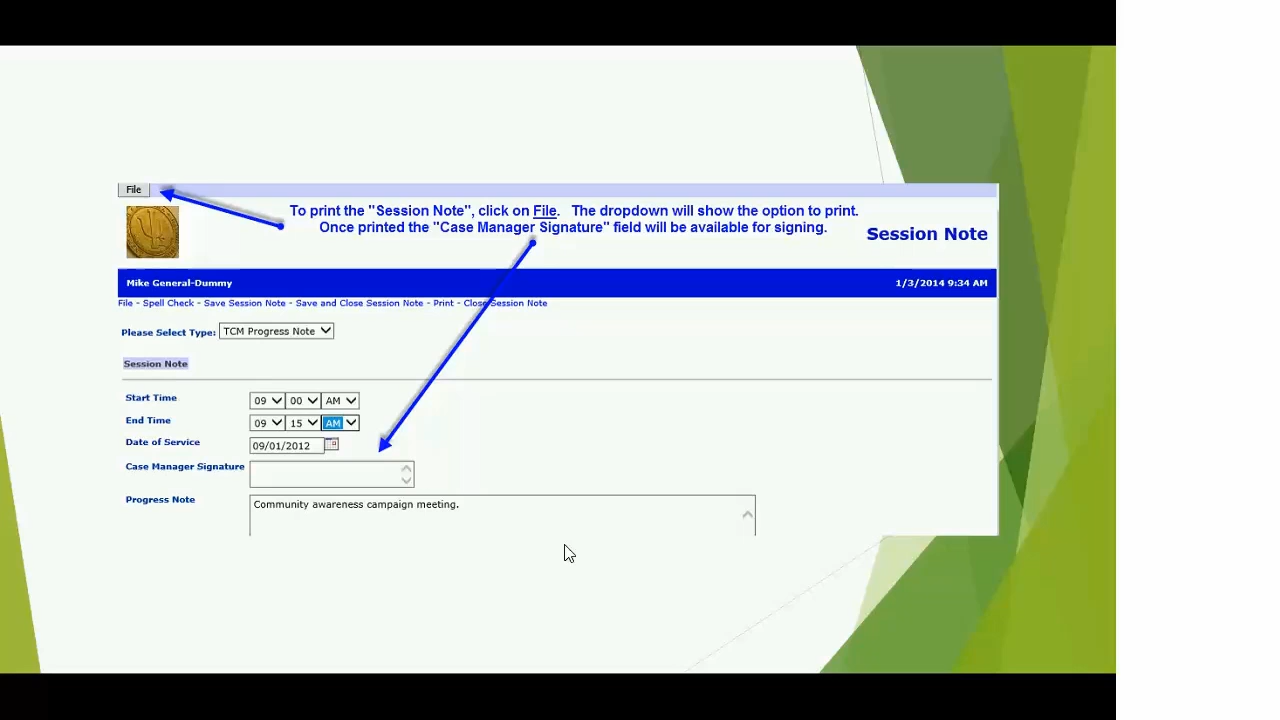 File
To print the "Session Note", click on File. The dropdown will show the option to print.
Once printed the "Case Manager Signature" field will be available for signing.
Session Note
Mike General-Dummy 1/3/2014 9:34 AM
File - Spell Check - Save Session Note - Save and Close Session Note - Print - Close Session Note
Please Select Type: TCM Progress Note
Session Note
Start Time 09 00 AM
End Time 09 15 AM
Date of Service 09/01/2012
Case Manager Signature
Progress Note Community awareness campaign meeting.